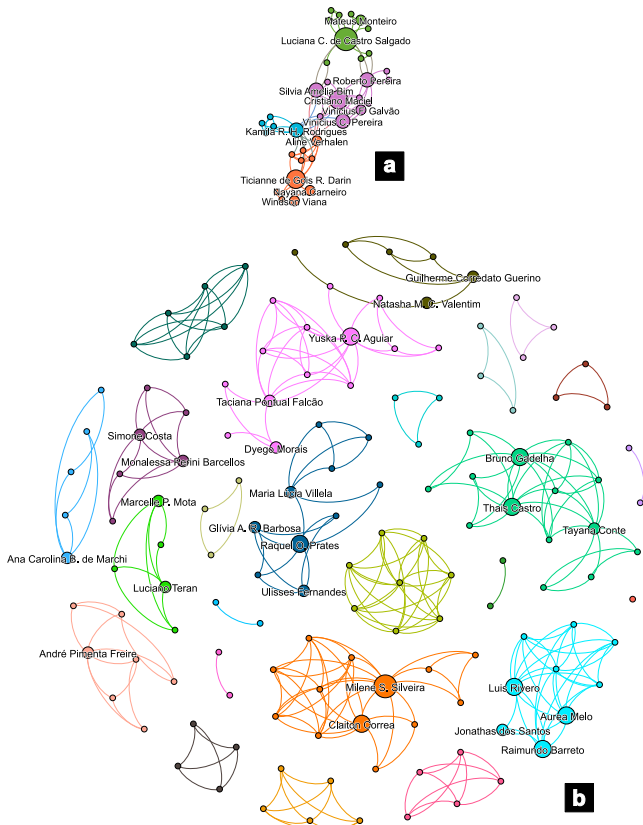 Mateus Monteiro
Luciana C. de Castro Salgado
Roberto Pereira
Silvia Amélia Bim
Cristiano Maciel
Vinicius F. Galvão
Vinicius C. Pereira
Kamila R. H. Rodrigues
Aline Verhalen
a
Ticianne de Gois R. Darin
Nayana Carneiro
Windson Viana
Guilherme Corredato Guerino
Natasha M. C. Valentim
Yuska P. C. Aguiar
Taciana Pontual Falcão
Simone Costa
Dyego Morais
Bruno Gadelha
Monalessa Perini Barcellos
Maria Lúcia Villela
Marcelle P. Mota
Thais Castro
Glívia A. R. Barbosa
Tayana Conte
Raquel O. Prates
Ana Carolina B. de Marchi
Luciano Teran
Ulisses Fernandes
André Pimenta Freire
Milene S. Silveira
Luis Rivero
Aurea Melo
Claiton Correa
Jonathas dos Santos
Raimundo Barreto
b